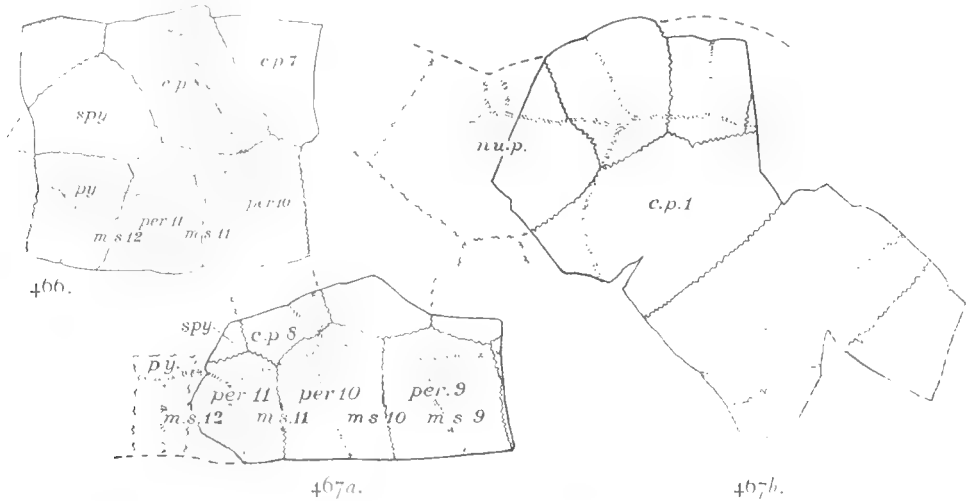 c.p
c p 7
spy
py
per 11
per 10
m s 12
m s 11
466.
nu.p.
c.p.1
spy.
c.p 8
py.
per 11
per 10
per. 9
m.s.12
m.s.11
m s 10
m s 9
467a.
467b.